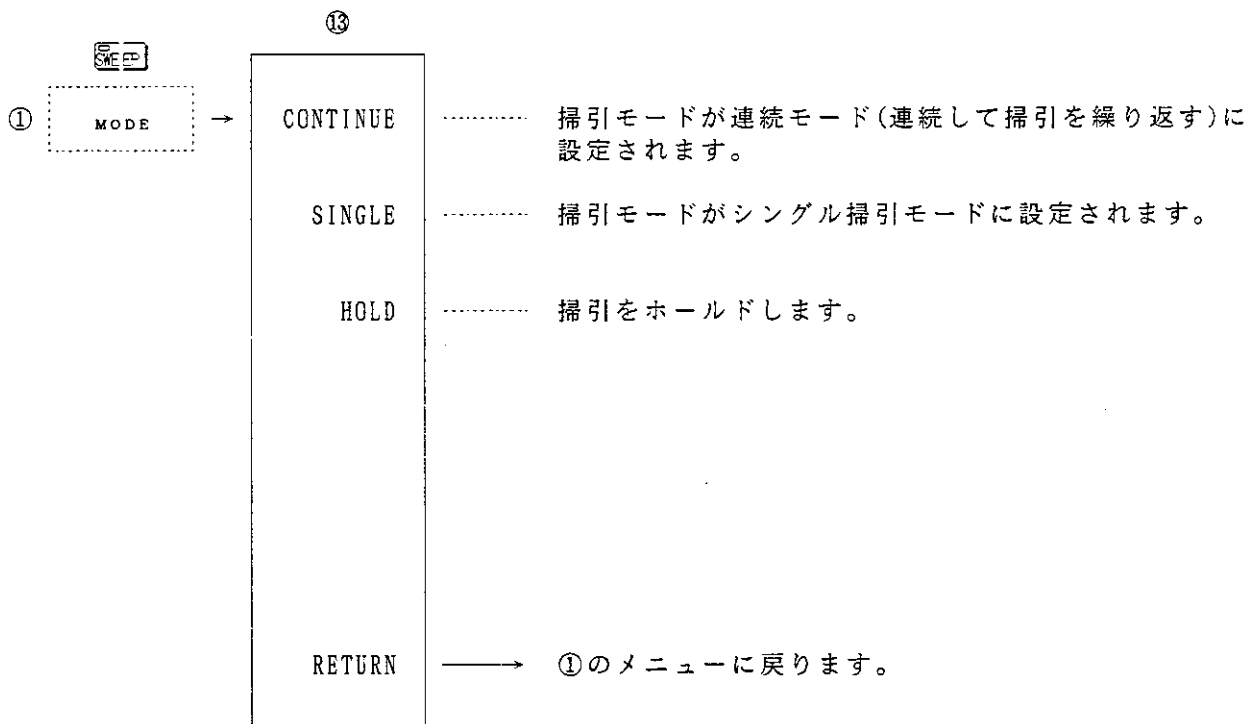 ⑬
SWEEP
① MODE → CONTINUE ……… 掃引モードが連続モード(連続して掃引を繰り返す)に
設定されます。
SINGLE ……… 掃引モードがシングル掃引モードに設定されます。
HOLD ……… 掃引をホールドします。
RETURN ⟶ ①のメニューに戻ります。